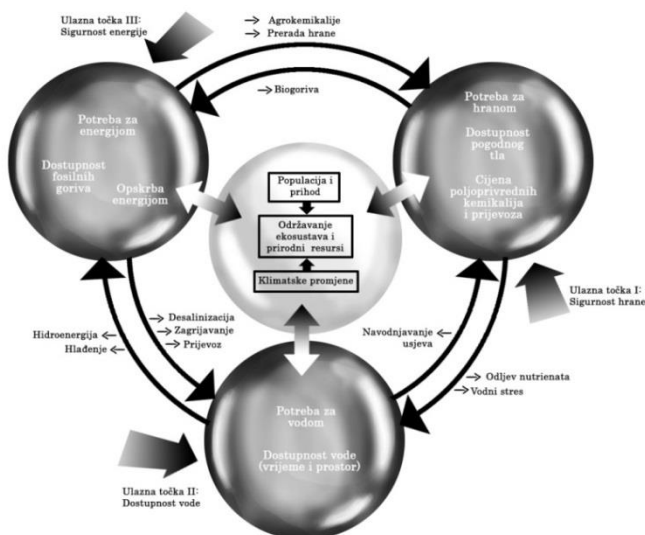 Ulazna točka III:
Sigurnost energije
→ Agrokemikalije
→ Prerada hrane
→ Biogoriva
Potreba za
energijom
Dostupnost
fosilnih
goriva
Opskrba
energijom
Potreba za
hranom
Dostupnost
pogodnog
tla
Cijena
poljoprivrednih
kemikalija
i prijevoza
Populacija i
prihod
Održavanje
ekosustava i
prirodni resursi
Klimatske promjene
Ulazna točka I:
Sigurnost hrane
Hidroenergija ←
Hlađenje ←
→ Desalinizacija
→ Zagrijavanje
→ Prijevoz
Navodnjavanje ←
usjeva
→ Odljev nutrienata
→ Vodni stres
Potreba za
vodom
Dostupnost vode
(vrijeme i prostor)
Ulazna točka II:
Dostupnost vode